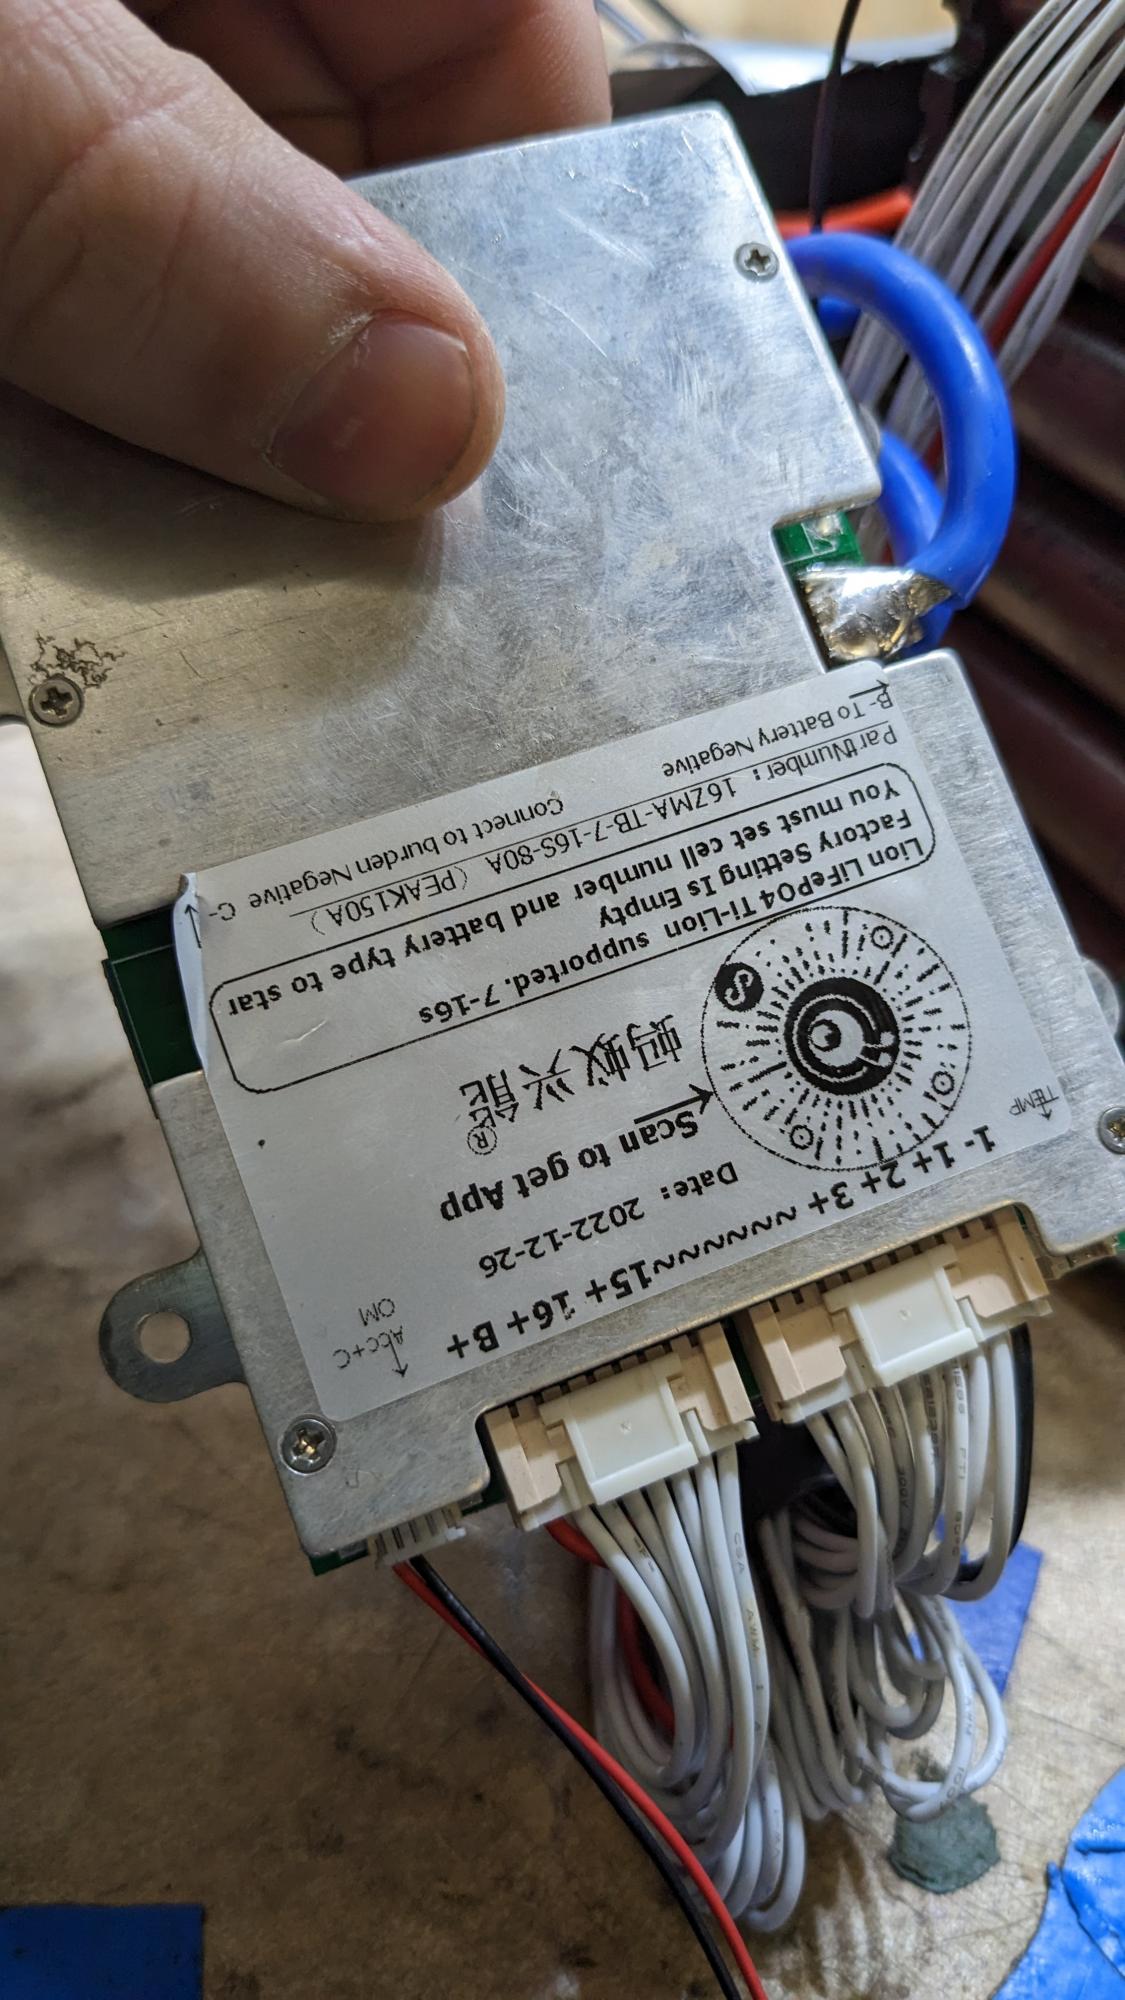 B- To Battery Negative
Connect to burden Negative C-
PartNumber: 16ZMA-TB-7-16S-80A (PEAK150A)
You must set cell number and battery type to star
Factory Setting Is Empty
Lion LiFePO4 Ti-Lion supported. 7-16s
蚂蚁兴能®
Scan to get App
Date: 2022-12-26
TEMP
1- 1+ 2+ 3+ ~~~~~~~~15+ 16+ B+
OM